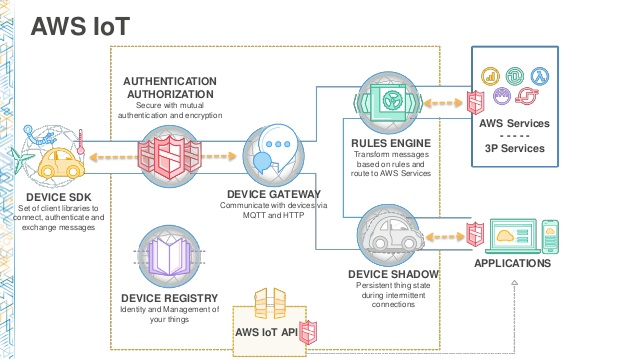 AWS IoT
AUTHENTICATION
AUTHORIZATION
Secure with mutual
authentication and encryption
RULES ENGINE
Transform messages
based on rules and
route to AWS Services
AWS Services
- - - - -
3P Services
DEVICE SDK
Set of client libraries to
connect, authenticate and
exchange messages
DEVICE GATEWAY
Communicate with devices via
MQTT and HTTP
DEVICE SHADOW
Persistent thing state
during intermittent
connections
APPLICATIONS
DEVICE REGISTRY
Identity and Management of
your things
AWS IoT API